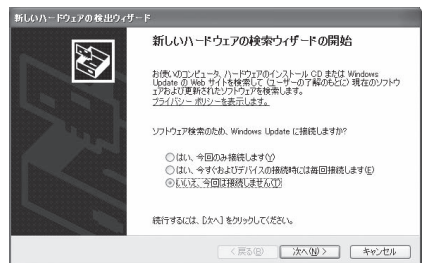 新しいハードウェアの検出ウィザード
新しいハードウェアの検索ウィザードの開始
お使いのコンピュータ、ハードウェアのインストール CD または Windows
Update の Web サイトを検索して (ユーザーの了解のもとに) 現在のソフトウ
ェアおよび更新されたソフトウェアを検索します。
プライバシー ポリシーを表示します。
ソフトウェア検索のため、Windows Update に接続しますか?
はい、今回のみ接続します(Y)
はい、今すぐおよびデバイスの接続時には毎回接続します(E)
いいえ、今回は接続しません(T)
続行するには、[次へ] をクリックしてください。
< 戻る(B)
次へ(N) >
キャンセル